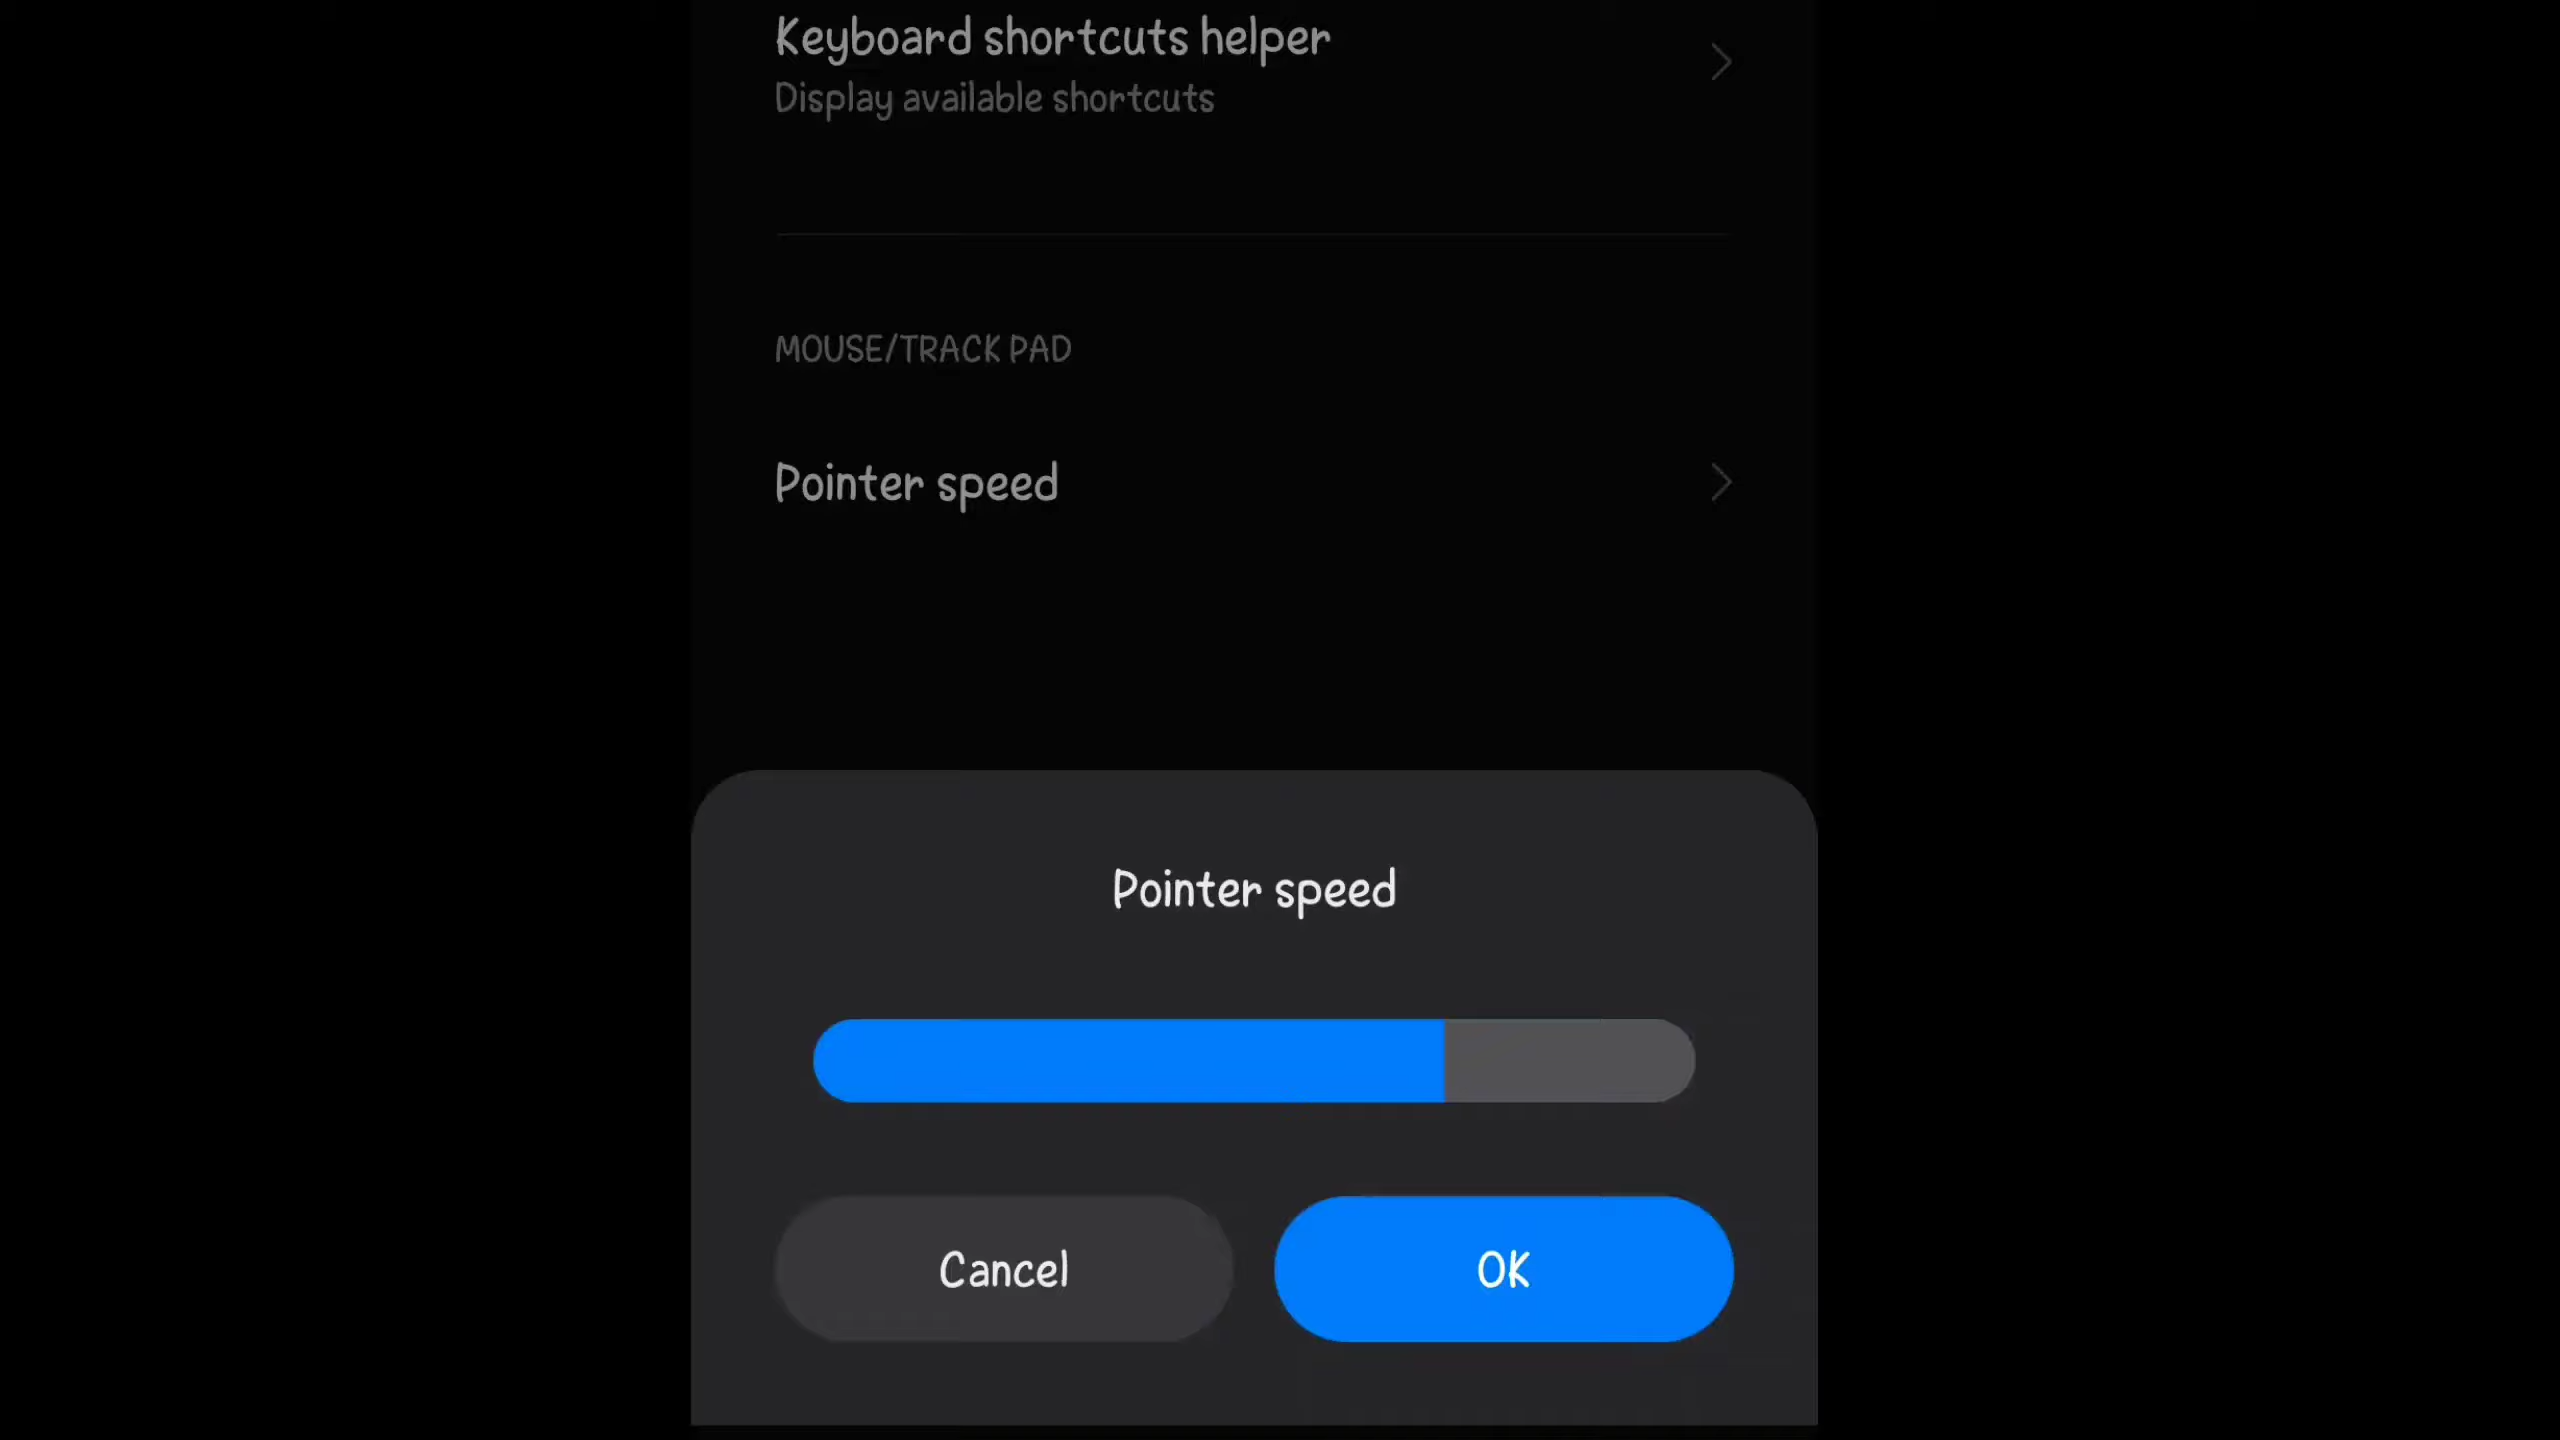 Keyboard shortcuts helper
Display available shortcuts
MOUSE/TRACK PAD
Pointer speed
Pointer speed
Cancel
OK